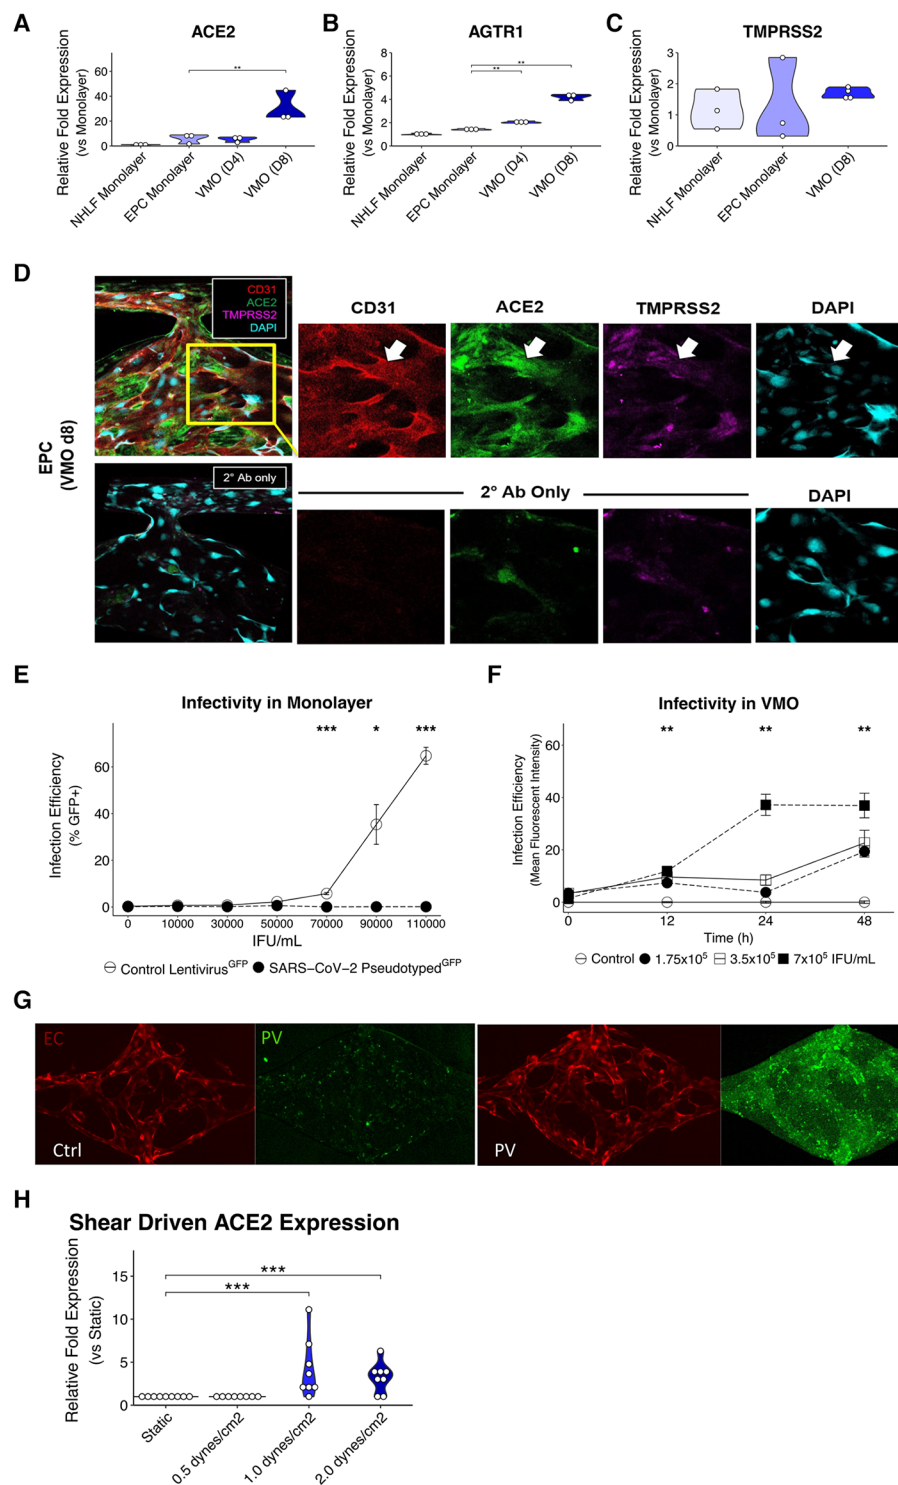 A
ACE2
Relative Fold Expression
(vs Monolayer)
60
40
20
0
**
NHLF Monolayer
EPC Monolayer
VMO (D4)
VMO (D8)
B
AGTR1
Relative Fold Expression
(vs Monolayer)
8
6
4
2
0
**
**
NHLF Monolayer
EPC Monolayer
VMO (D4)
VMO (D8)
C
TMPRSS2
Relative Fold Expression
(vs Monolayer)
3
2
1
0
NHLF Monolayer
EPC Monolayer
VMO (D8)
D
EPC
(VMO d8)
CD31
ACE2
TMPRSS2
DAPI
CD31
ACE2
TMPRSS2
DAPI
2° Ab only
2° Ab Only
DAPI
E
Infectivity in Monolayer
Infection Efficiency
(% GFP+)
60
40
20
0
*** * ***
0 10000 30000 50000 70000 90000 110000
IFU/mL
Control Lentivirus^GFP SARS−CoV−2 Pseudotyped^GFP
F
Infectivity in VMO
Infection Efficiency
(Mean Fluorescent Intensity)
60
40
20
0
** ** **
0 12 24 48
Time (h)
Control 1.75x10⁵ 3.5x10⁵ 7x10⁵ IFU/mL
G
EC
PV
Ctrl
PV
H
Shear Driven ACE2 Expression
Relative Fold Expression
(vs Static)
15
10
5
0
***
***
Static
0.5 dynes/cm2
1.0 dynes/cm2
2.0 dynes/cm2